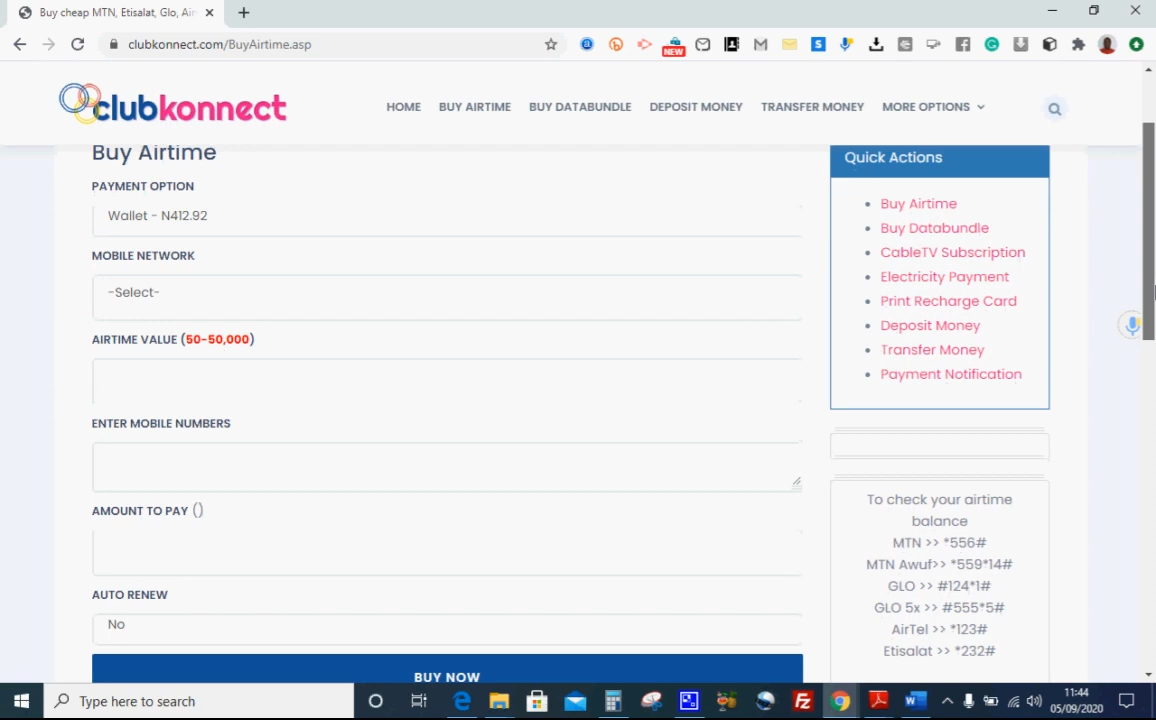 Buy cheap MTN, Etisalat, Glo, Air
clubkonnect.com/BuyAirtime.asp
NEW
clubkonnect
HOME
BUY AIRTIME
BUY DATABUNDLE
DEPOSIT MONEY
TRANSFER MONEY
MORE OPTIONS
Buy Airtime
PAYMENT OPTION
Wallet - N412.92
MOBILE NETWORK
-Select-
AIRTIME VALUE (50-50,000)
ENTER MOBILE NUMBERS
AMOUNT TO PAY ()
AUTO RENEW
No
BUY NOW
Quick Actions
Buy Airtime
Buy Databundle
CableTV Subscription
Electricity Payment
Print Recharge Card
Deposit Money
Transfer Money
Payment Notification
To check your airtime
balance
MTN >> *556#
MTN Awuf>> *559*14#
GLO >> #124*1#
GLO 5x >> #555*5#
AirTel >> *123#
Etisalat >> *232#
Type here to search
11:44
05/09/2020